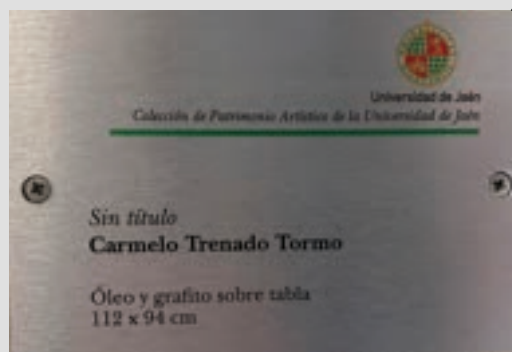 Universidad de Jaén
Colección de Patrimonio Artístico de la Universidad de Jaén
Sin título
Carmelo Trenado Tormo
Óleo y grafito sobre tabla
112 x 94 cm